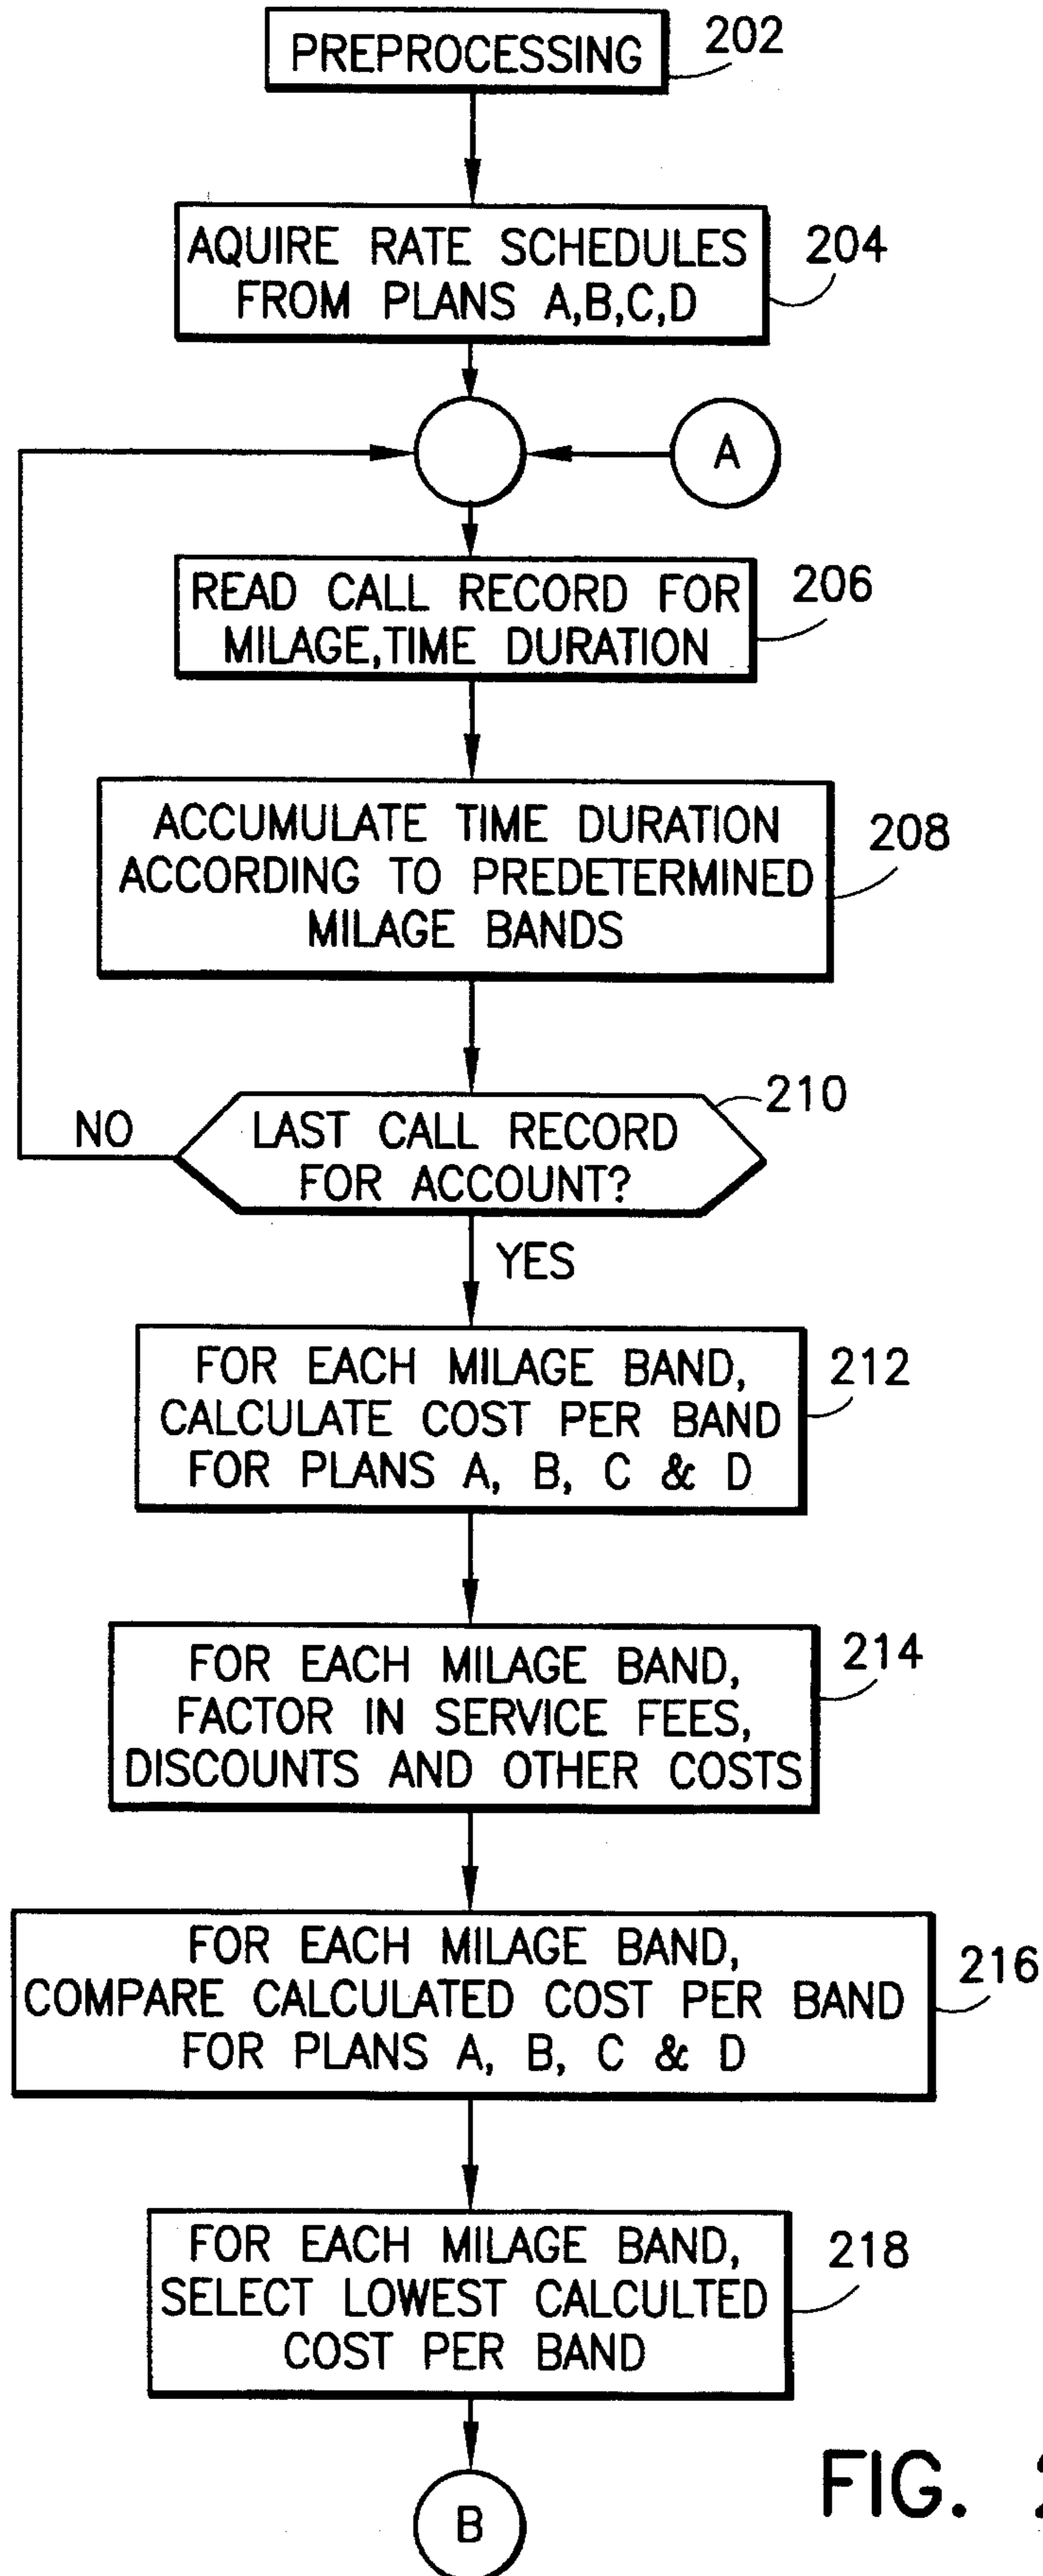 PREPROCESSING
202
AQUIRE RATE SCHEDULES
FROM PLANS A,B,C,D
204
A
READ CALL RECORD FOR
MILAGE,TIME DURATION
206
ACCUMULATE TIME DURATION
ACCORDING TO PREDETERMINED
MILAGE BANDS
208
NO
LAST CALL RECORD
FOR ACCOUNT?
210
YES
FOR EACH MILAGE BAND,
CALCULATE COST PER BAND
FOR PLANS A, B, C & D
212
FOR EACH MILAGE BAND,
FACTOR IN SERVICE FEES,
DISCOUNTS AND OTHER COSTS
214
FOR EACH MILAGE BAND,
COMPARE CALCULATED COST PER BAND
FOR PLANS A, B, C & D
216
FOR EACH MILAGE BAND,
SELECT LOWEST CALCULTED
COST PER BAND
218
B
FIG.